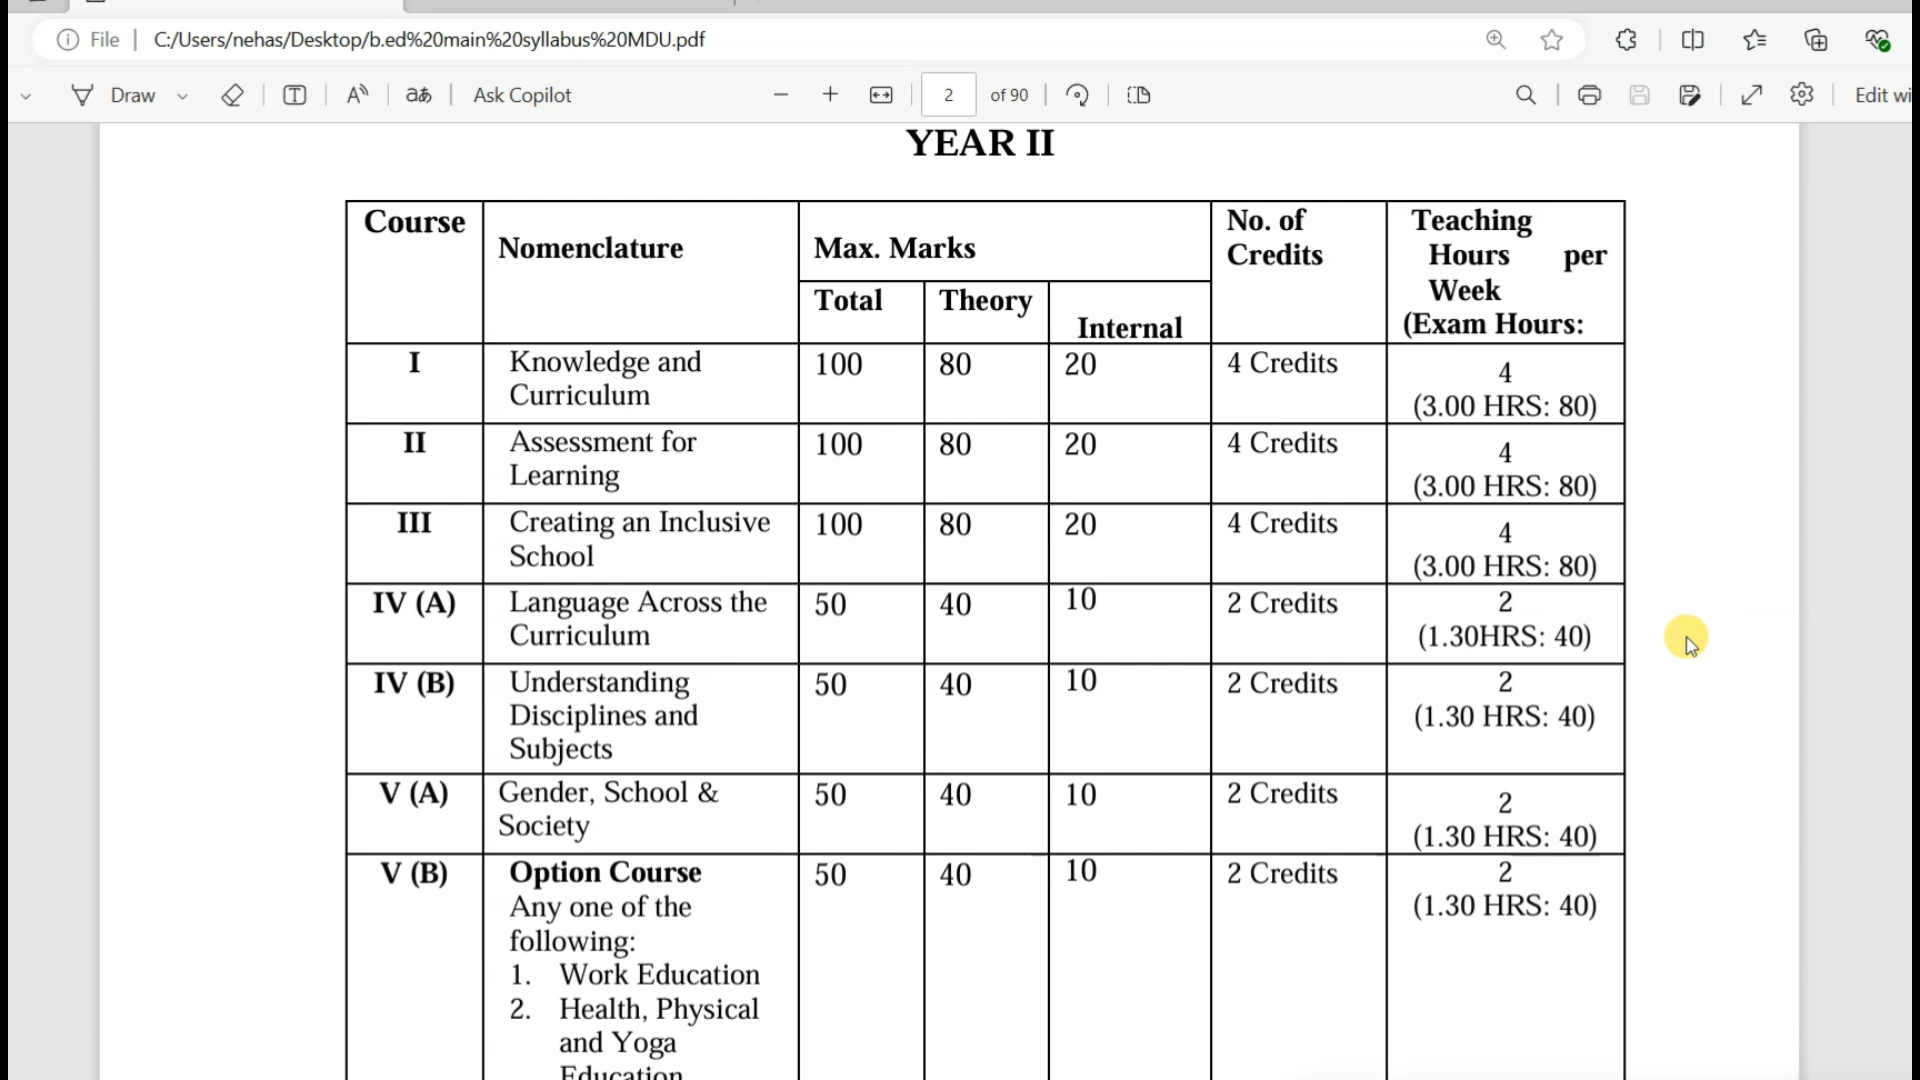 File C:/Users/nehas/Desktop/b.ed%20main%20syllabus%20MDU.pdf
Draw T A aあ Ask Copilot 2 of 90 Edit wi
YEAR II
Course Nomenclature Max. Marks No. of Credits Teaching Hours per Week (Exam Hours:
Total Theory Internal
I Knowledge and Curriculum 100 80 20 4 Credits 4 (3.00 HRS: 80)
II Assessment for Learning 100 80 20 4 Credits 4 (3.00 HRS: 80)
III Creating an Inclusive School 100 80 20 4 Credits 4 (3.00 HRS: 80)
IV (A) Language Across the Curriculum 50 40 10 2 Credits 2 (1.30HRS: 40)
IV (B) Understanding Disciplines and Subjects 50 40 10 2 Credits 2 (1.30 HRS: 40)
V (A) Gender, School & Society 50 40 10 2 Credits 2 (1.30 HRS: 40)
V (B) Option Course 50 40 10 2 Credits 2 (1.30 HRS: 40)
Any one of the
following:
1. Work Education
2. Health, Physical
and Yoga
Education